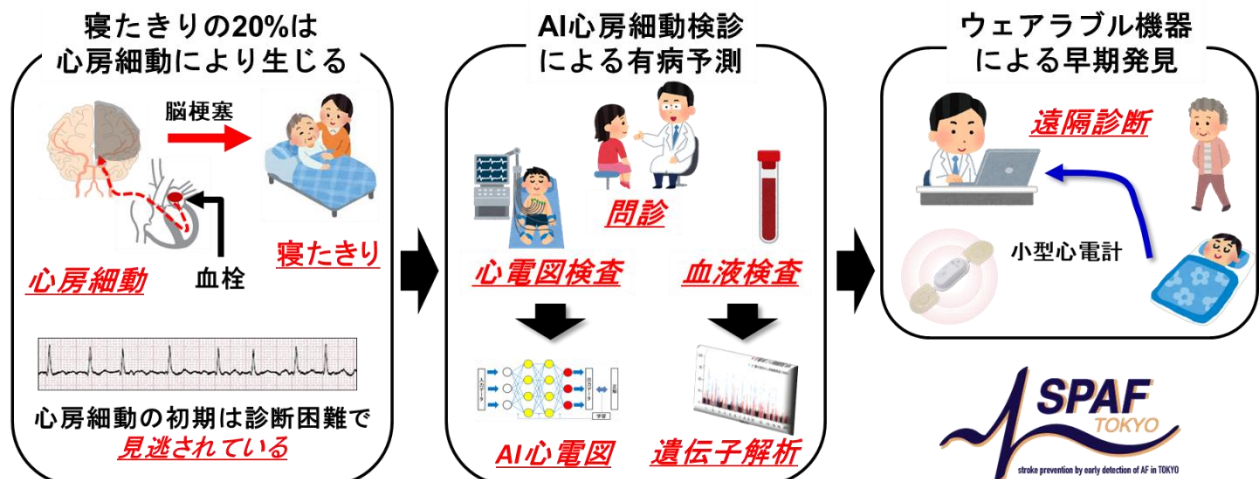 寝たきりの20%は
心房細動により生じる
脳梗塞
心房細動
血栓
寝たきり
心房細動の初期は診断困難で
見逃されている
AI心房細動検診
による有病予測
問診
心電図検査
血液検査
AI心電図
遺伝子解析
ウェアラブル機器
による早期発見
遠隔診断
小型心電計
SPAF
TOKYO
stroke prevention by early detection of AF in TOKYO